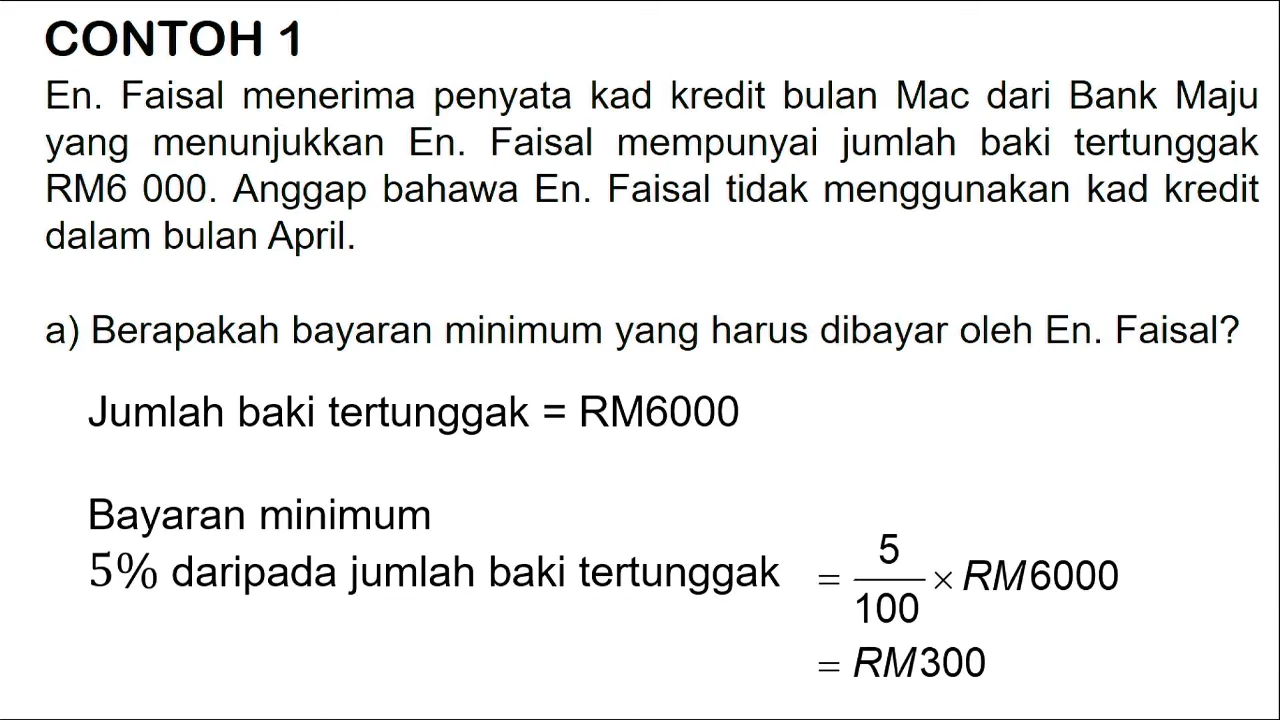 CONTOH 1
En. Faisal menerima penyata kad kredit bulan Mac dari Bank Maju
yang menunjukkan En. Faisal mempunyai jumlah baki tertunggak
RM6 000. Anggap bahawa En. Faisal tidak menggunakan kad kredit
dalam bulan April.
a) Berapakah bayaran minimum yang harus dibayar oleh En. Faisal?
Jumlah baki tertunggak = RM6000
Bayaran minimum
5% daripada jumlah baki tertunggak = 5/100 × RM6000
= RM300